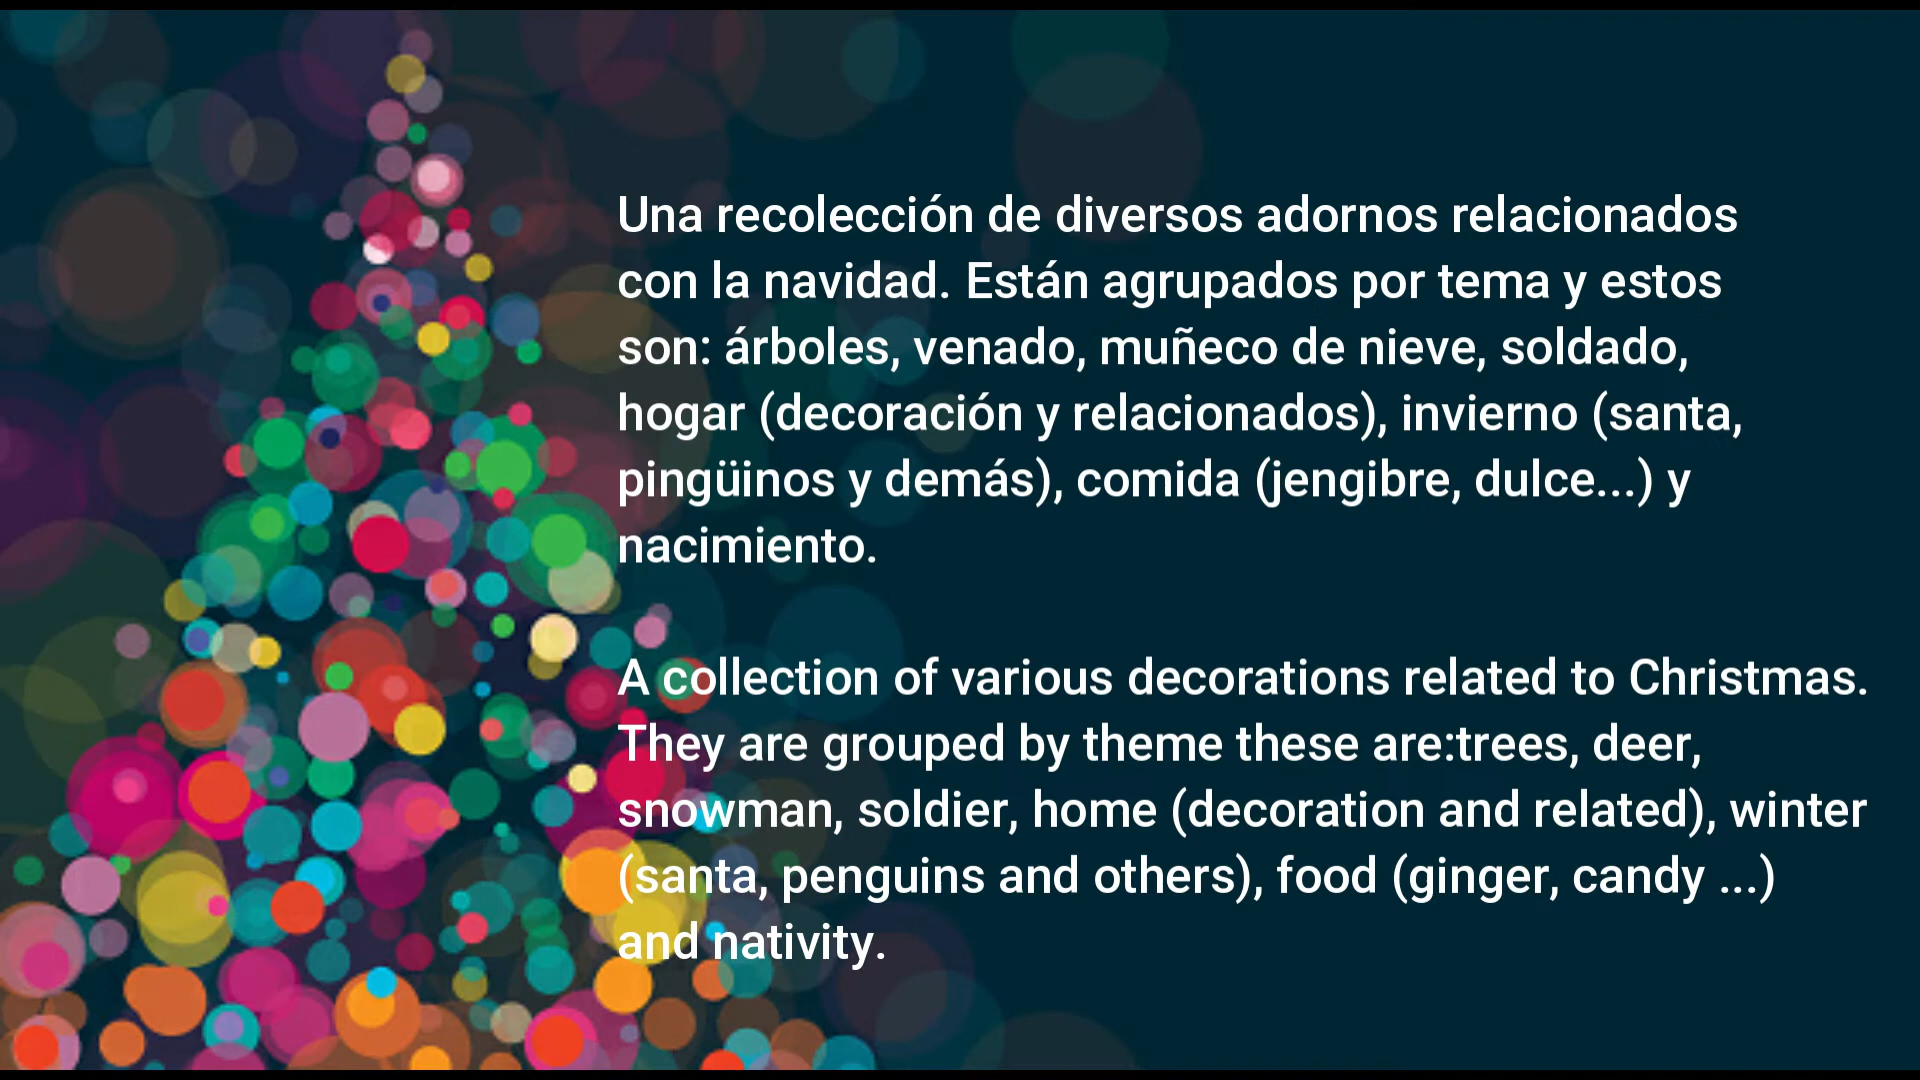 Una recolección de diversos adornos relacionados
con la navidad. Están agrupados por tema y estos
son: árboles, venado, muñeco de nieve, soldado,
hogar (decoración y relacionados), invierno (santa,
pingüinos y demás), comida (jengibre, dulce...) y
nacimiento.
A collection of various decorations related to Christmas.
They are grouped by theme these are:trees, deer,
snowman, soldier, home (decoration and related), winter
(santa, penguins and others), food (ginger, candy ...)
and nativity.